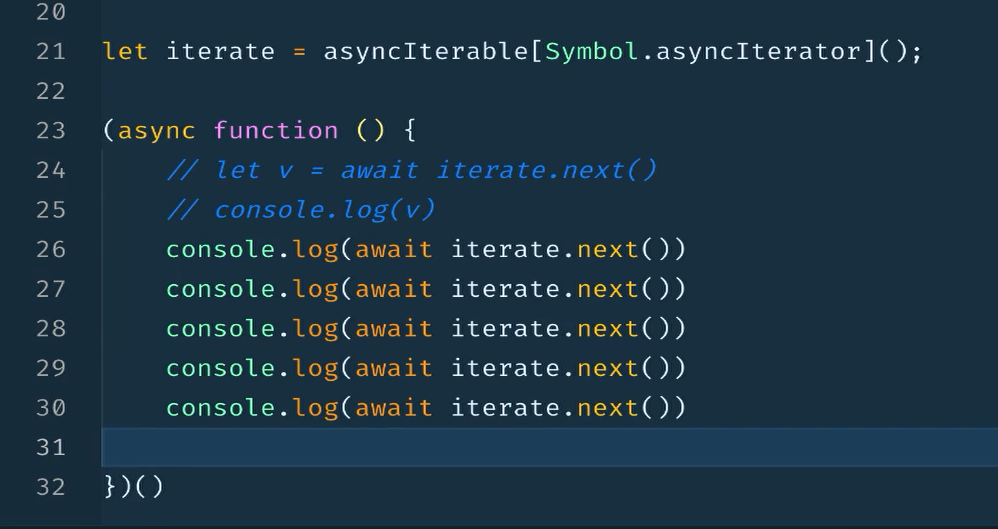 20
21 let iterate = asyncIterable[Symbol.asyncIterator]();
22
23 (async function () {
24     // let v = await iterate.next()
25     // console.log(v)
26     console.log(await iterate.next())
27     console.log(await iterate.next())
28     console.log(await iterate.next())
29     console.log(await iterate.next())
30     console.log(await iterate.next())
31
32 })()